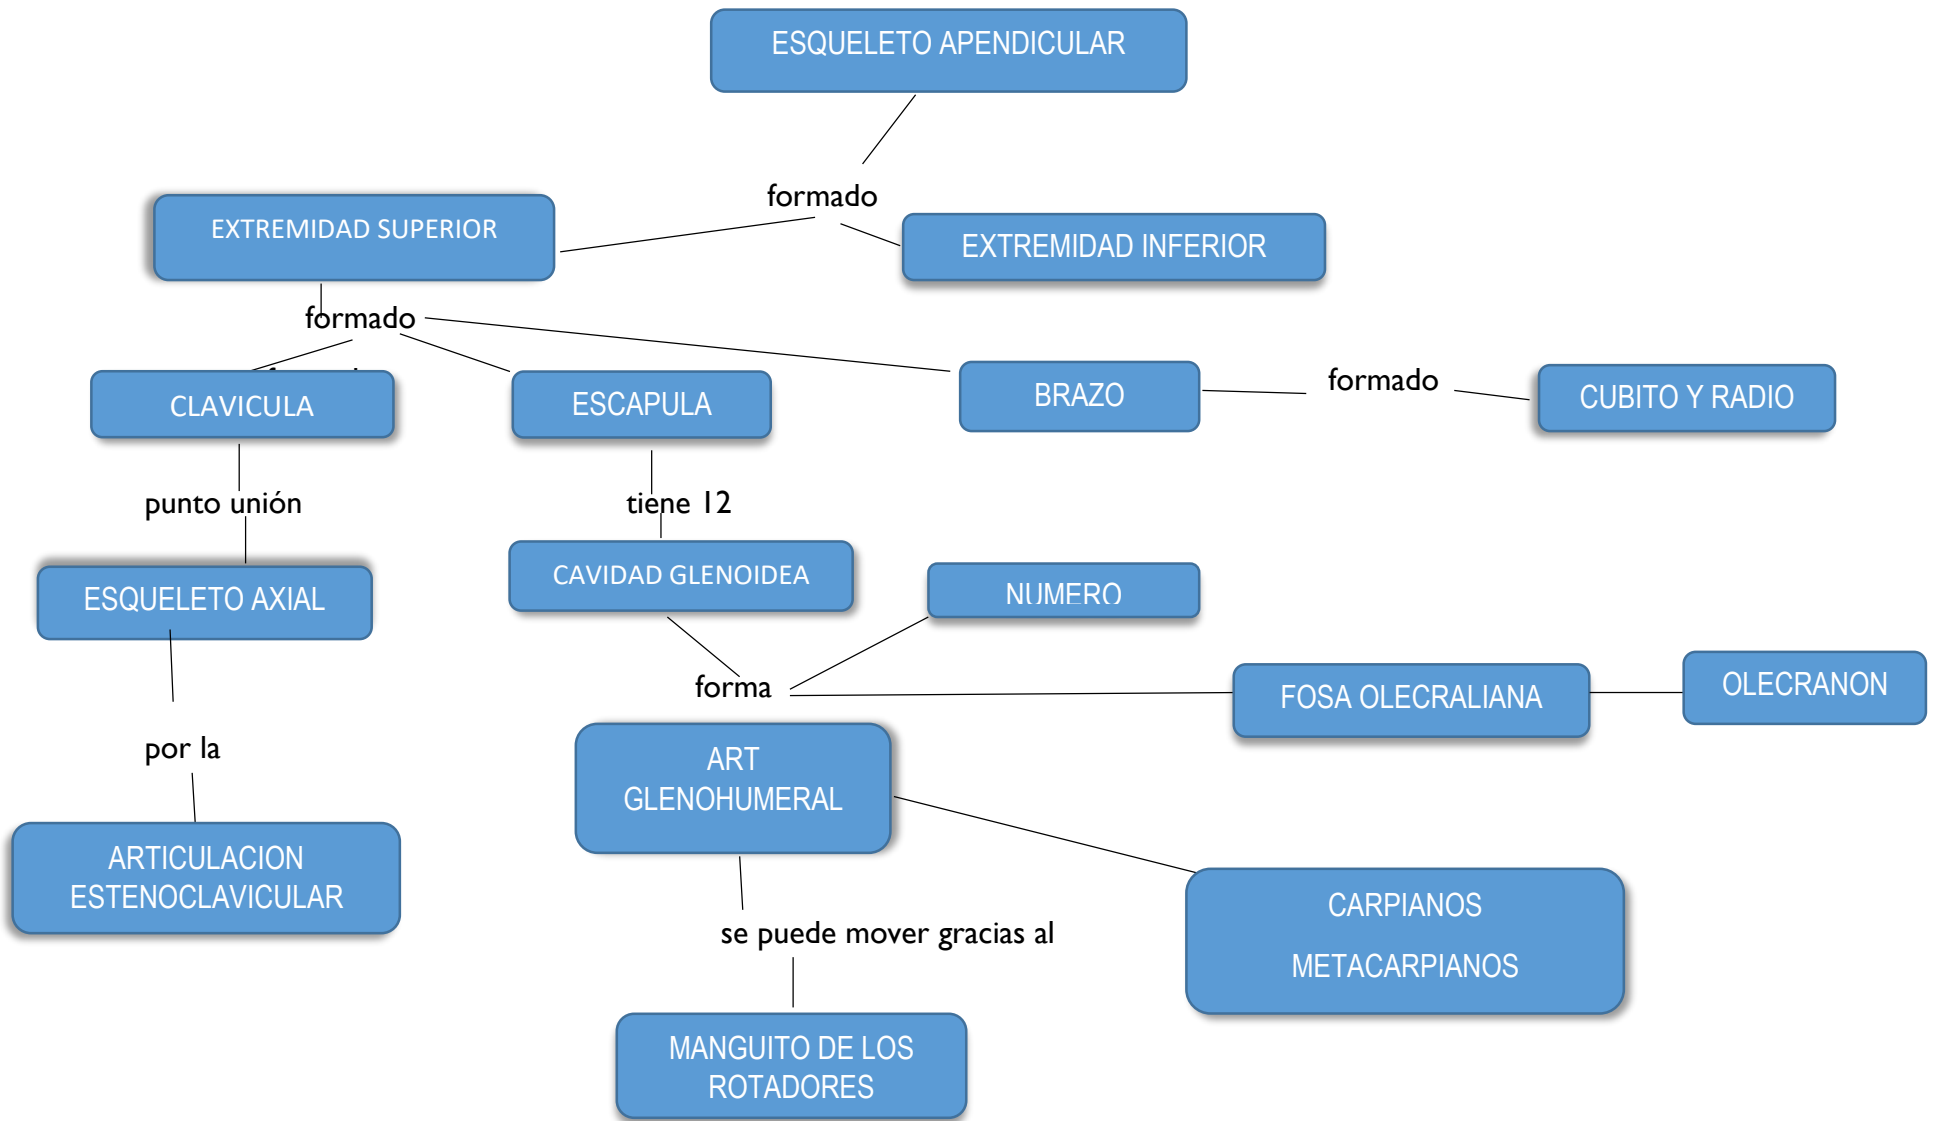 ESQUELETO APENDICULAR
formado
EXTREMIDAD SUPERIOR
EXTREMIDAD INFERIOR
formado
CLAVICULA
ESCAPULA
BRAZO
formado
CUBITO Y RADIO
punto unión
tiene 12
ESQUELETO AXIAL
CAVIDAD GLENOIDEA
NUMERO
forma
FOSA OLECRALIANA
OLECRANON
por la
ART
GLENOHUMERAL
ARTICULACION
ESTENOCLAVICULAR
CARPIANOS
METACARPIANOS
se puede mover gracias al
MANGUITO DE LOS
ROTADORES